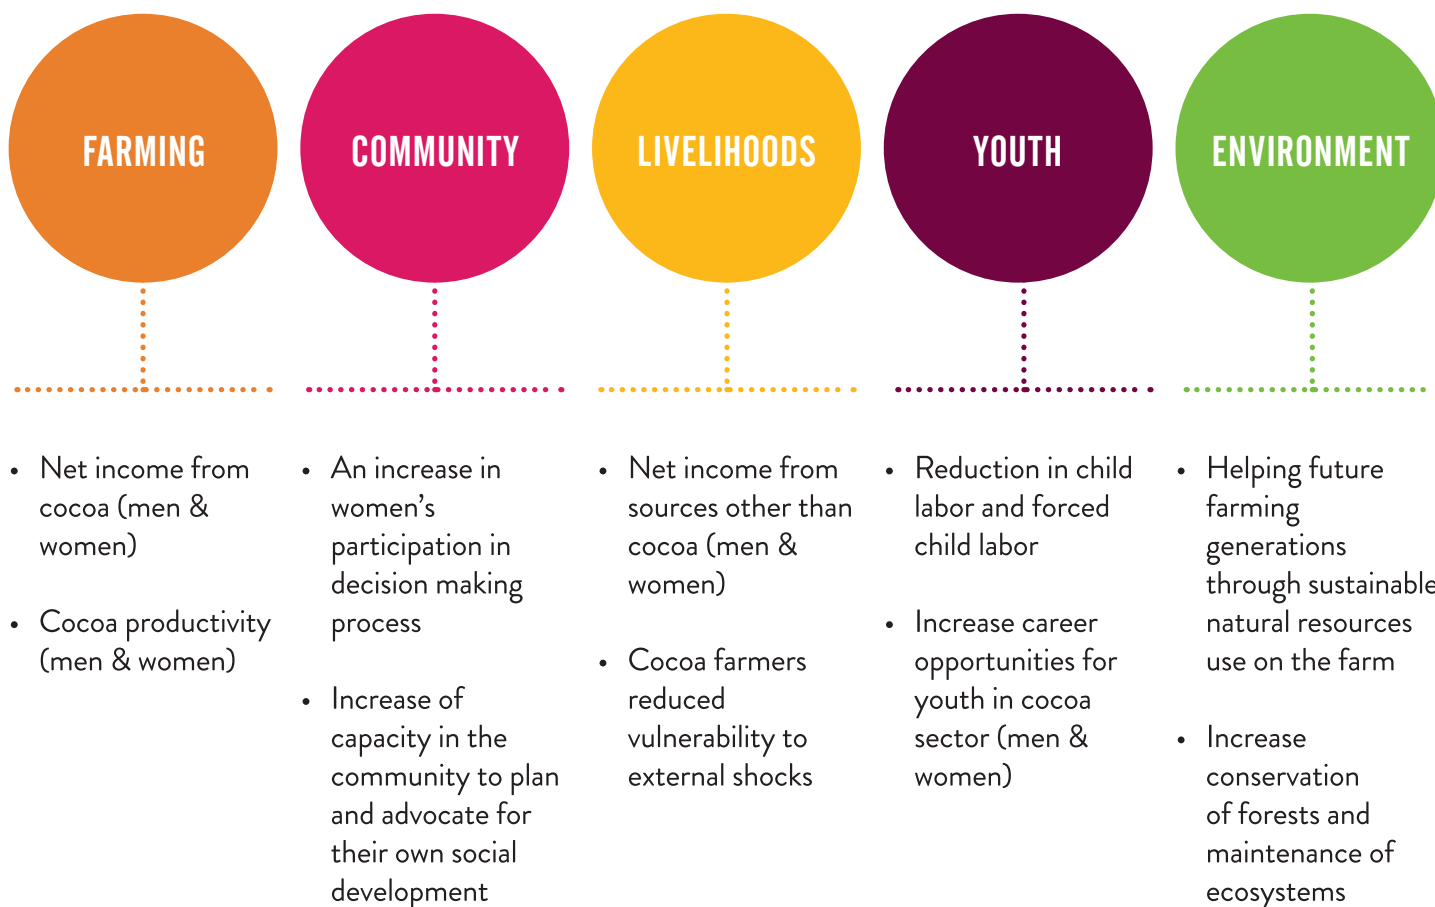 FARMING
COMMUNITY
LIVELIHOODS
YOUTH
ENVIRONMENT
• Net income from
cocoa (men &
women)
• Cocoa productivity
(men & women)
• An increase in
women’s
participation in
decision making
process
• Increase of
capacity in the
community to plan
and advocate for
their own social
development
• Net income from
sources other than
cocoa (men &
women)
• Cocoa farmers
reduced
vulnerability to
external shocks
• Reduction in child
labor and forced
child labor
• Increase career
opportunities for
youth in cocoa
sector (men &
women)
• Helping future
farming
generations
through sustainable
natural resources
use on the farm
• Increase
conservation
of forests and
maintenance of
ecosystems